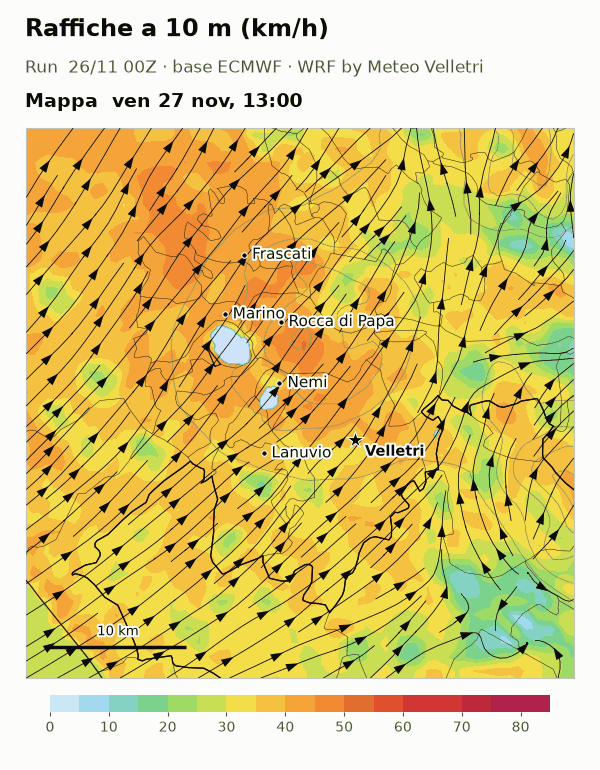 Raffiche a 10 m (km/h)
Run  26/11 00Z · base ECMWF · WRF by Meteo Velletri
Mappa  ven 27 nov, 13:00
Frascati
Marino
Rocca di Papa
Nemi
Velletri
Lanuvio
10 km
0 10 20 30 40 50 60 70 80